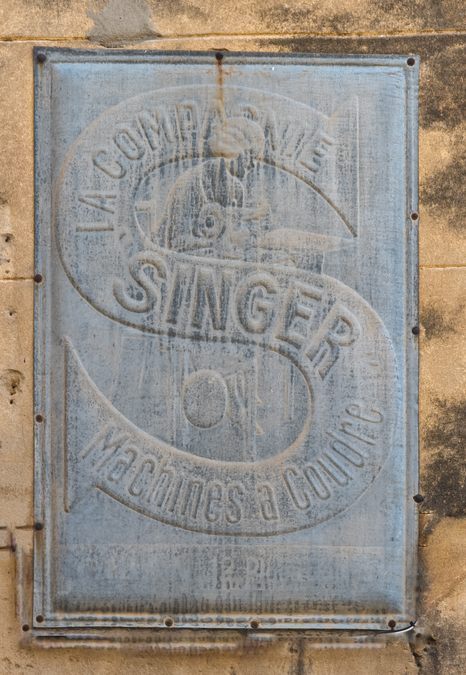 LA COMPAGNIE
SINGER
Machines à Coudre